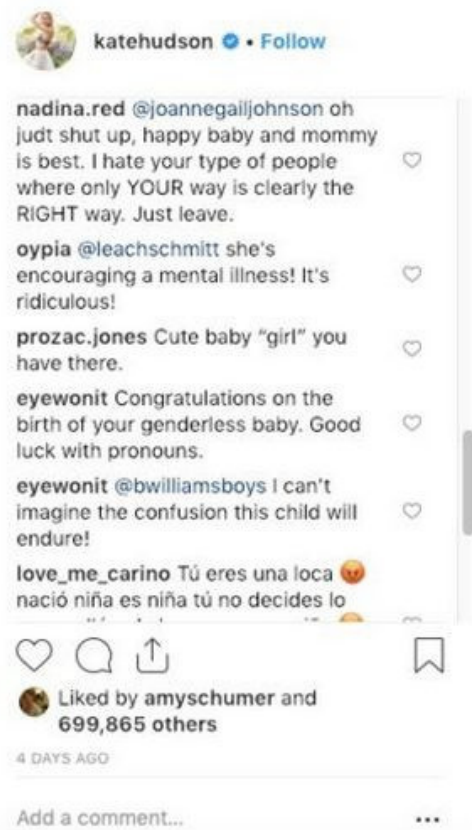 katehudson • Follow
nadina.red @joannegailjohnson oh
judt shut up, happy baby and mommy
is best. I hate your type of people
where only YOUR way is clearly the
RIGHT way. Just leave.
oypia @leachschmitt she's
encouraging a mental illness! It's
ridiculous!
prozac.jones Cute baby "girl" you
have there.
eyewonit Congratulations on the
birth of your genderless baby. Good
luck with pronouns.
eyewonit @bwilliamsboys I can't
imagine the confusion this child will
endure!
love_me_carino Tú eres una loca 😡
nació niña es niña tú no decides lo
Liked by amyschumer and
699,865 others
4 DAYS AGO
Add a comment...